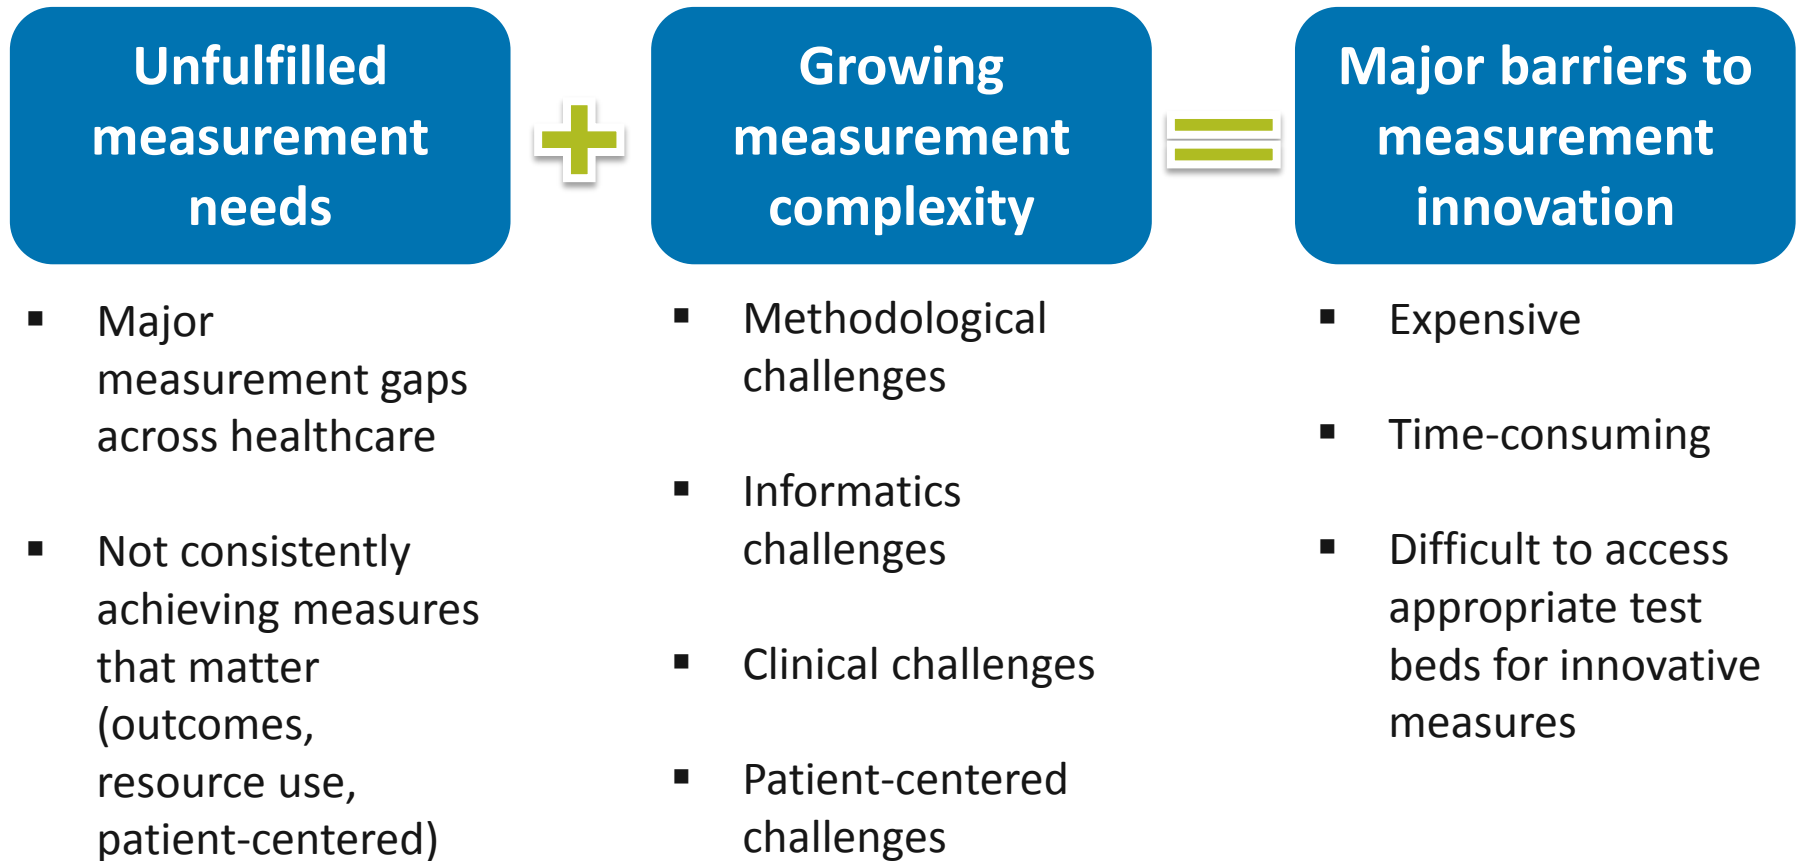 Unfulfilled
measurement
needs
+
Growing
measurement
complexity
=
Major barriers to
measurement
innovation
▪ Major
measurement gaps
across healthcare
▪ Not consistently
achieving measures
that matter
(outcomes,
resource use,
patient-centered)
▪ Methodological
challenges
▪ Informatics
challenges
▪ Clinical challenges
▪ Patient-centered
challenges
▪ Expensive
▪ Time-consuming
▪ Difficult to access
appropriate test
beds for innovative
measures